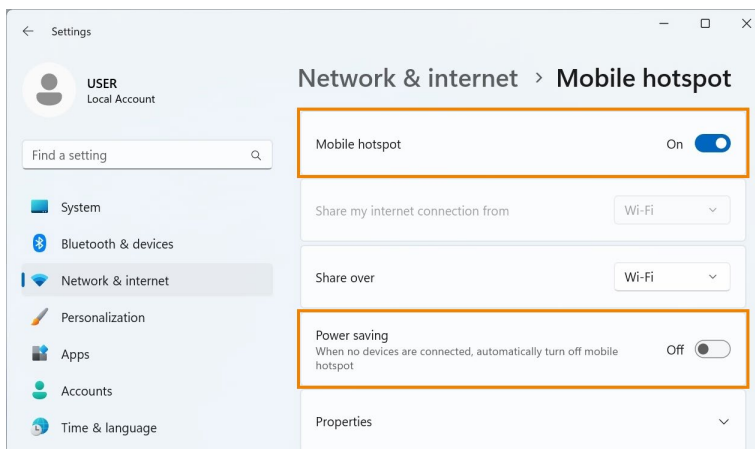 Settings
USER
Local Account
Find a setting
System
Bluetooth & devices
Network & internet
Personalization
Apps
Accounts
Time & language
Network & internet > Mobile hotspot
Mobile hotspot On
Share my internet connection from Wi-Fi
Share over Wi-Fi
Power saving
When no devices are connected, automatically turn off mobile
hotspot
Off
Properties